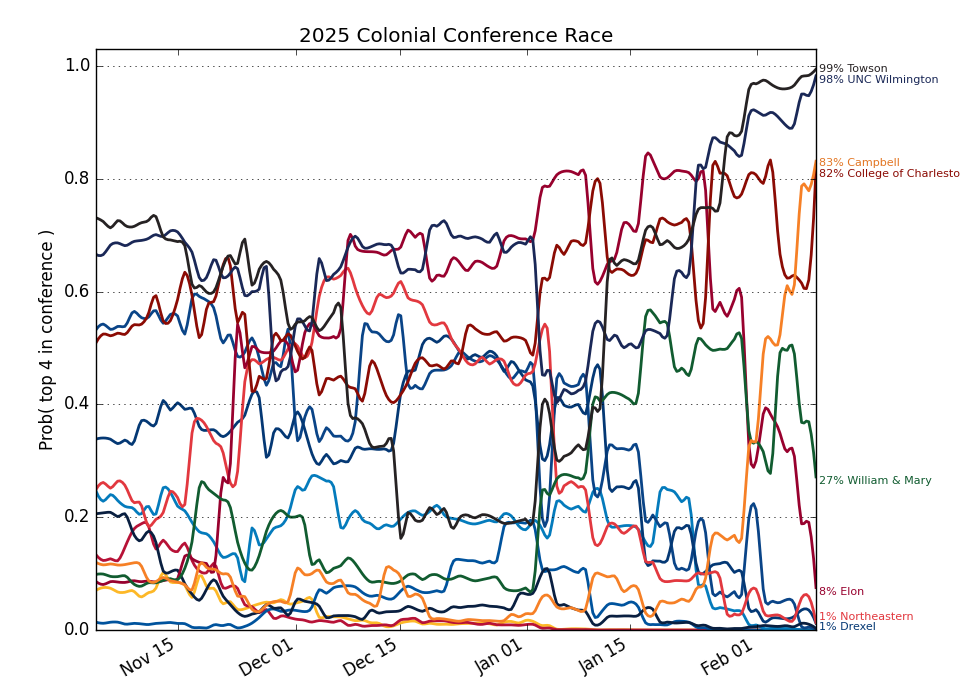 2025 Colonial Conference Race
Prob( top 4 in conference )
1.0
0.8
0.6
0.4
0.2
0.0
Nov 15
Dec 01
Dec 15
Jan 01
Jan 15
Feb 01
99% Towson
98% UNC Wilmington
83% Campbell
82% College of Charlesto
27% William & Mary
8% Elon
1% Northeastern
1% Drexel